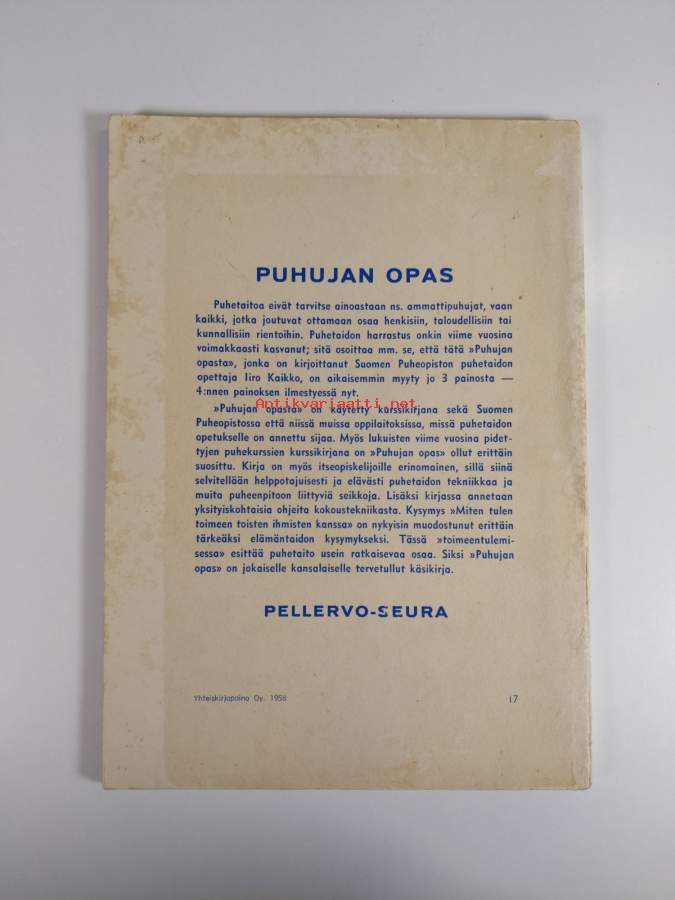 PUHUJAN OPAS
Puhetaitoa eivät tarvitse ainoastaan ns. ammattipuhujat, vaan
kaikki, jotka joutuvat ottamaan osaa henkisiin, taloudellisiin tai
kunnallisiin rientoihin. Puhetaidon harrastus onkin viime vuosina
voimakkaasti kasvanut; sitä osoittaa mm. se, että tätä »Puhujan
opasta», jonka on kirjoittanut Suomen Puheopiston puhetaidon
opettaja Iiro Kaikko, on aikaisemmin myyty jo 3 painosta —
4:nnen painoksen ilmestyessä nyt.
Antikvariaatti.net
»Puhujan opasta» on käytetty kurssikirjana sekä Suomen
Puheopistossa että niissä muissa oppilaitoksissa, missä puhetaidon
opetukselle on annettu sijaa. Myös lukuisten viime vuosina pidet-
tyjen puhekurssien kurssikirjana on »Puhujan opas» ollut erittäin
suosittu. Kirja on myös itseopiskelijoille erinomainen, sillä siinä
selvitellään helppotajuisesti ja elävästi puhetaidon tekniikkaa ja
muita puheenpitoon liittyviä seikkoja. Lisäksi kirjassa annetaan
yksityiskohtaisia ohjeita kokoustekniikasta. Kysymys »Miten tulen
toimeen toisten ihmisten kanssa» on nykyisin muodostunut erittäin
tärkeäksi elämäntaidon kysymykseksi. Tässä »toimeentulemi-
sessa» esittää puhetaito usein ratkaisevaa osaa. Siksi »Puhujan
opas» on jokaiselle kansalaiselle tervetullut käsikirja.
PELLERVO-SEURA
Yhteiskirjapaino Oy. 1958
17